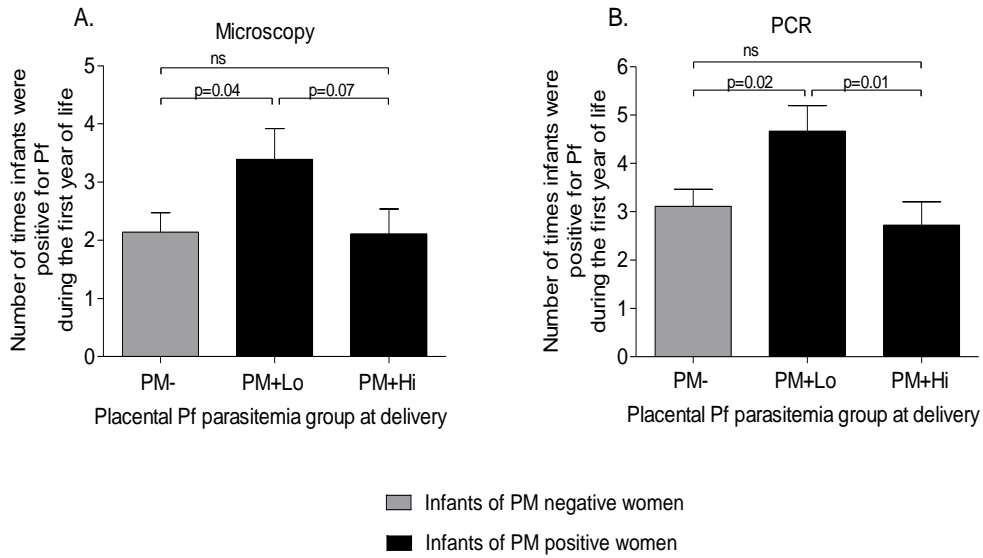 A.
Microscopy
ns
p=0.04
p=0.07
5
4
3
2
1
0
Number of times infants were
positive for Pf
during the first year of life
PM-
PM+Lo
PM+Hi
Placental Pf parasitemia group at delivery
B.
PCR
ns
p=0.02
p=0.01
6
5
4
3
2
1
0
Number of times infants were
positive for Pf
during the first year of life
PM-
PM+Lo
PM+Hi
Placental Pf parasitemia group at delivery
Infants of PM negative women
Infants of PM positive women